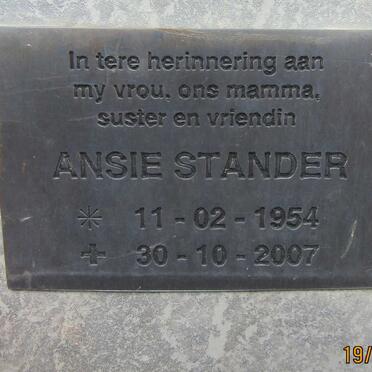 In tere herinnering aan
my vrou, ons mamma,
suster en vriendin
ANSIE STANDER
* 11 - 02 - 1954
✝ 30 - 10 - 2007
19/